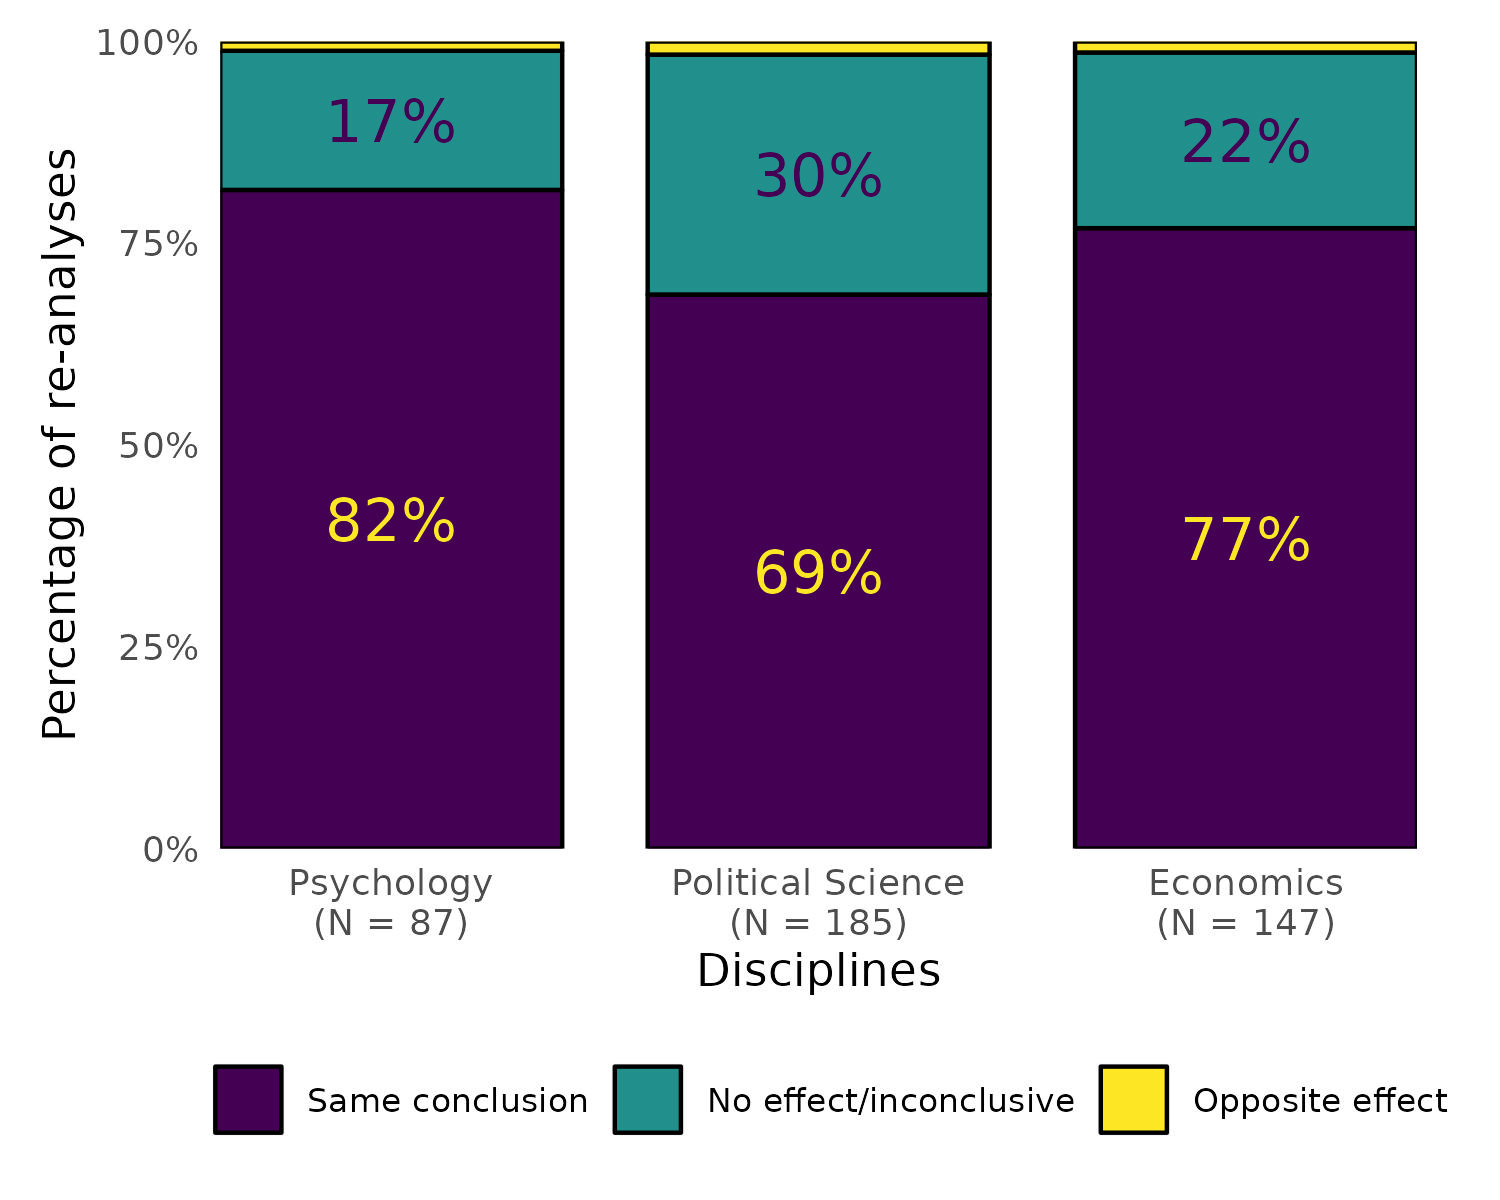 Percentage of re-analyses
100%
75%
50%
25%
0%
17%
82%
30%
69%
22%
77%
Psychology
(N = 87)
Political Science
(N = 185)
Economics
(N = 147)
Disciplines
Same conclusion
No effect/inconclusive
Opposite effect